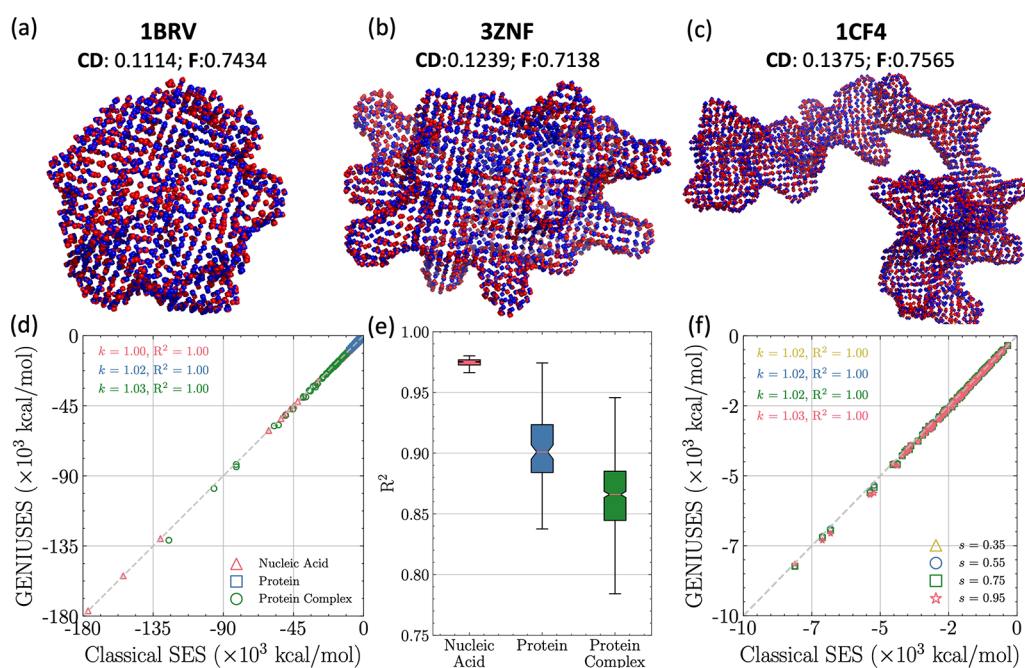 (a)
1BRV
CD: 0.1114; F:0.7434
(b)
3ZNF
CD:0.1239; F:0.7138
(c)
1CF4
CD: 0.1375; F:0.7565
(d)
GENIUSES (×10³ kcal/mol)
0
-45
-90
-135
-180
k = 1.00, R² = 1.00
k = 1.02, R² = 1.00
k = 1.03, R² = 1.00
Nucleic Acid
Protein
Protein Complex
-180 -135 -90 -45 0
Classical SES (×10³ kcal/mol)
(e)
R²
1.00
0.95
0.90
0.85
0.80
0.75
Nucleic
Acid
Protein
Protein
Complex
(f)
GENIUSES (×10³ kcal/mol)
0
-2
-5
-7
-10
k = 1.02, R² = 1.00
k = 1.02, R² = 1.00
k = 1.02, R² = 1.00
k = 1.03, R² = 1.00
s = 0.35
s = 0.55
s = 0.75
s = 0.95
-10 -7 -5 -2 0
Classical SES (×10³ kcal/mol)